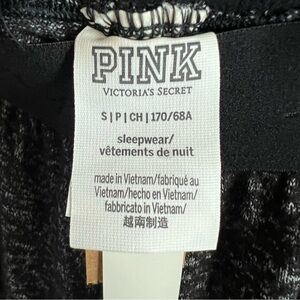 PINK
VICTORIA'S SECRET
S | P | CH | 170/68A
sleepwear/
vêtements de nuit
made in Vietnam/fabriqué au
Vietnam/hecho en Vietnam/
fabbricato in Vietnam/
越南制造